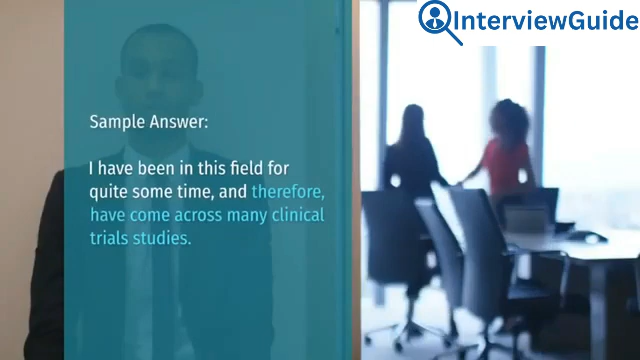 InterviewGuide
Sample Answer:
I have been in this field for
quite some time, and therefore,
have come across many clinical
trials studies.